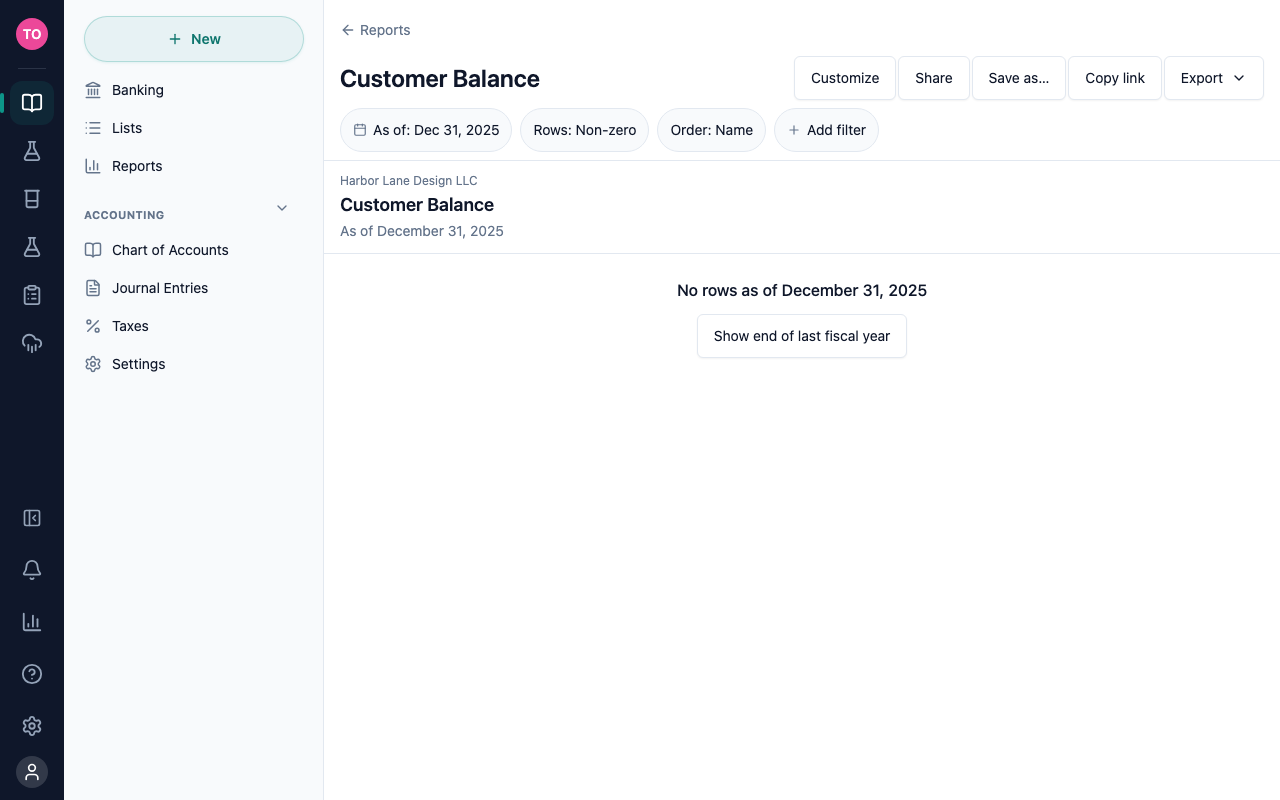 TO
New
Banking
Lists
Reports
ACCOUNTING
Chart of Accounts
Journal Entries
Taxes
Settings
Reports
Customer Balance
Customize
Share
Save as...
Copy link
Export
As of: Dec 31, 2025
Rows: Non-zero
Order: Name
Add filter
Harbor Lane Design LLC
Customer Balance
As of December 31, 2025
No rows as of December 31, 2025
Show end of last fiscal year